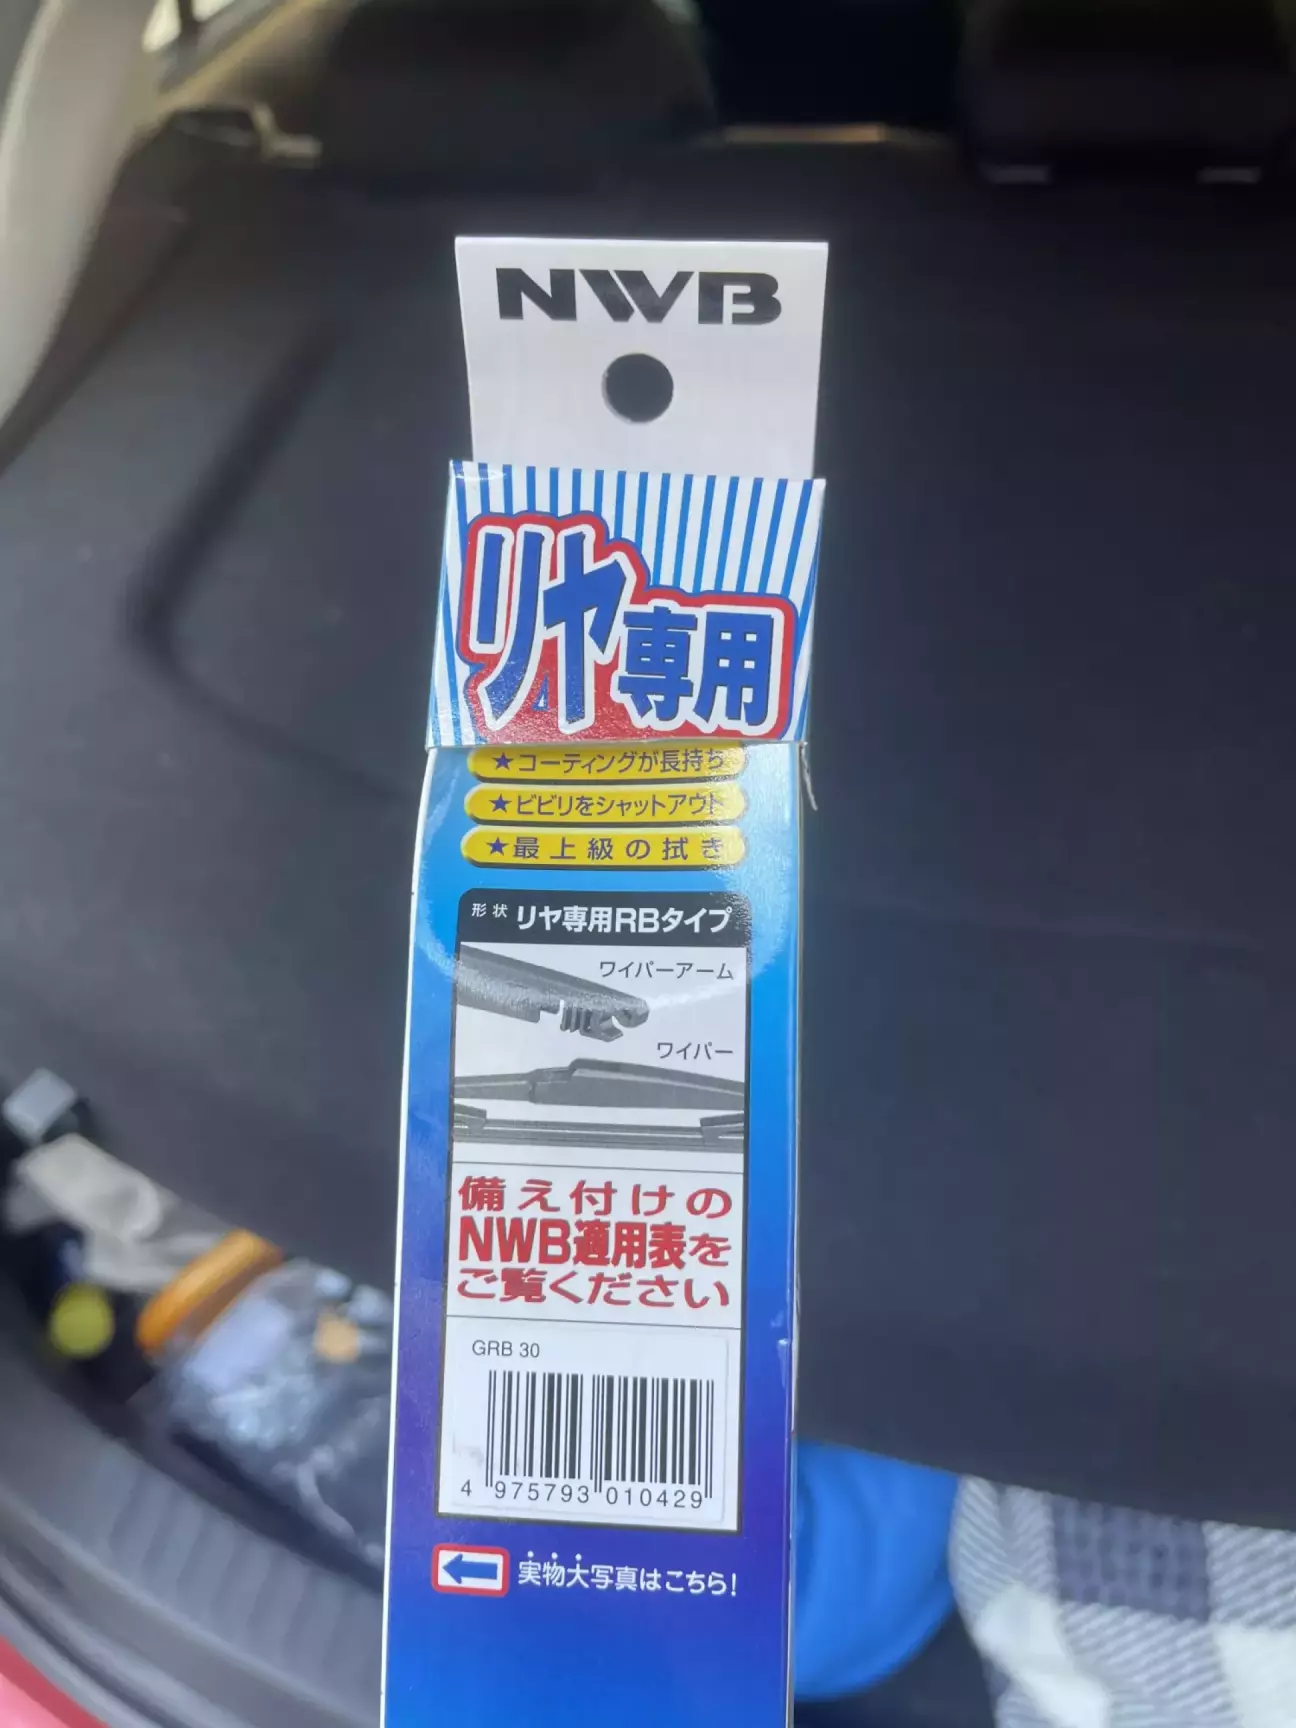 NWB
リヤ専用
★コーティングが長持ち
★ビビリをシャットアウト
★最上級の拭き
形状 リヤ専用RBタイプ
ワイパーアーム
ワイパー
備え付けの
NWB適用表を
ご覧ください
GRB 30
4 975793 010429
実物大写真はこちら!